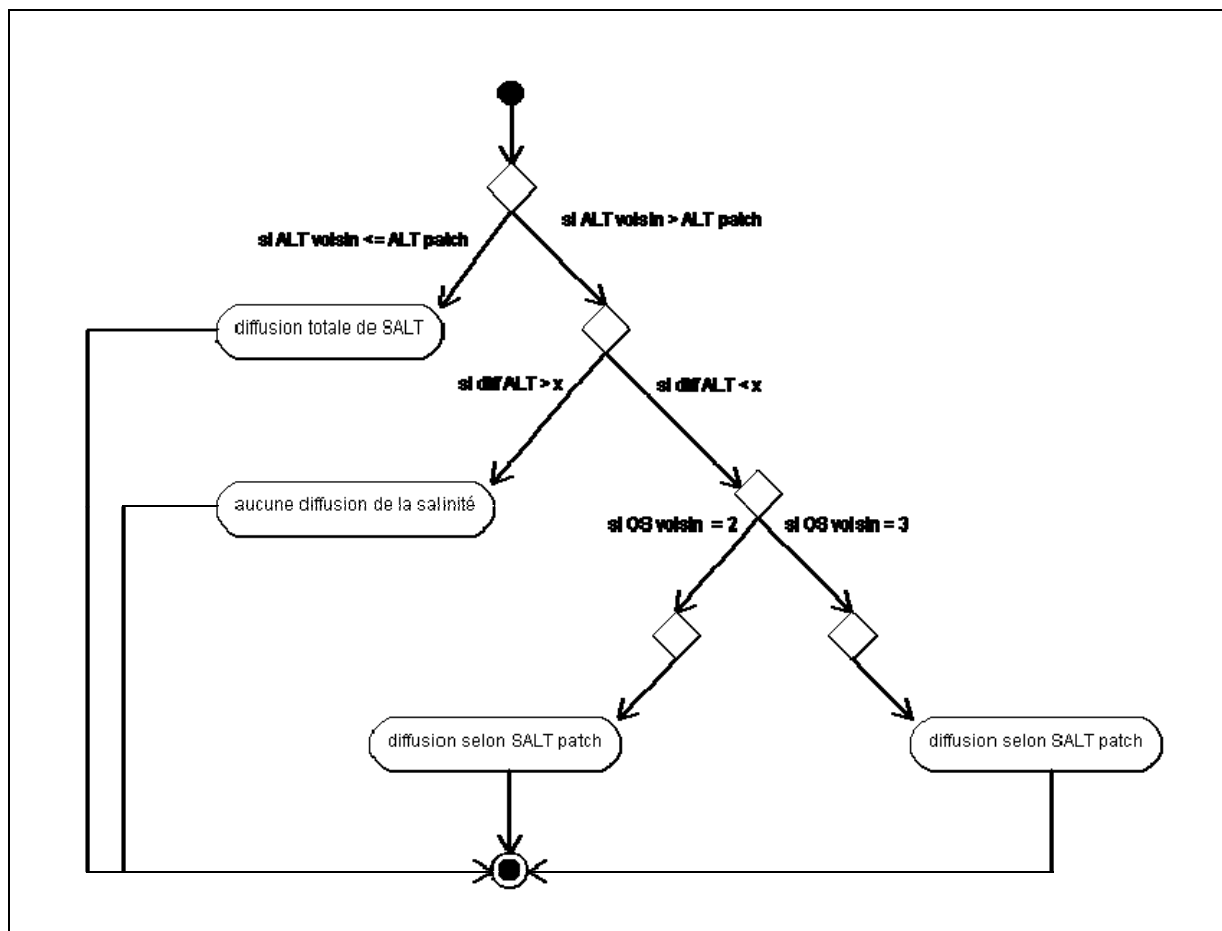 si ALT voisin > ALT patch
si ALT voisin <= ALT patch
diffusion totale de SALT
si diff ALT > x
si diff ALT < x
aucune diffusion de la salinité
si OS voisin = 2
si OS voisin = 3
diffusion selon SALT patch
diffusion selon SALT patch